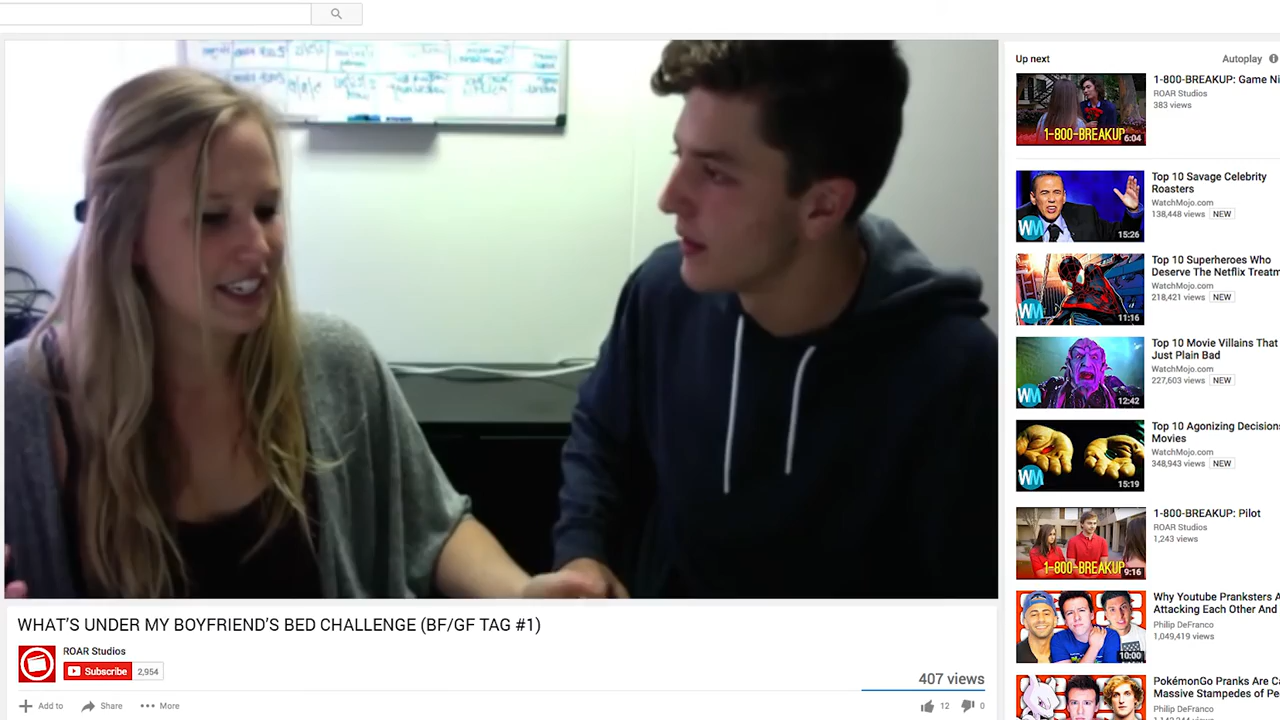 Up next
Autoplay
1-800-BREAKUP: Game Ni
ROAR Studios
383 views
1-800-BREAKUP
6:04
Top 10 Savage Celebrity
Roasters
WatchMojo.com
138,448 views NEW
WM
15:26
Top 10 Superheroes Who
Deserve The Netflix Treatm
WatchMojo.com
218,421 views NEW
WM
11:16
Top 10 Movie Villains That
Just Plain Bad
WatchMojo.com
227,603 views NEW
WM
12:42
Top 10 Agonizing Decision
Movies
WatchMojo.com
348,943 views NEW
WM
15:19
1-800-BREAKUP: Pilot
ROAR Studios
1,243 views
1-800-BREAKUP
9:16
Why Youtube Pranksters A
Attacking Each Other And
Philip DeFranco
1,049,419 views
10:00
PokémonGo Pranks Are Ca
Massive Stampedes of Pe
Philip DeFranco
WHAT'S UNDER MY BOYFRIEND'S BED CHALLENGE (BF/GF TAG #1)
ROAR Studios
Subscribe 2,954
407 views
Add to Share More
12 0